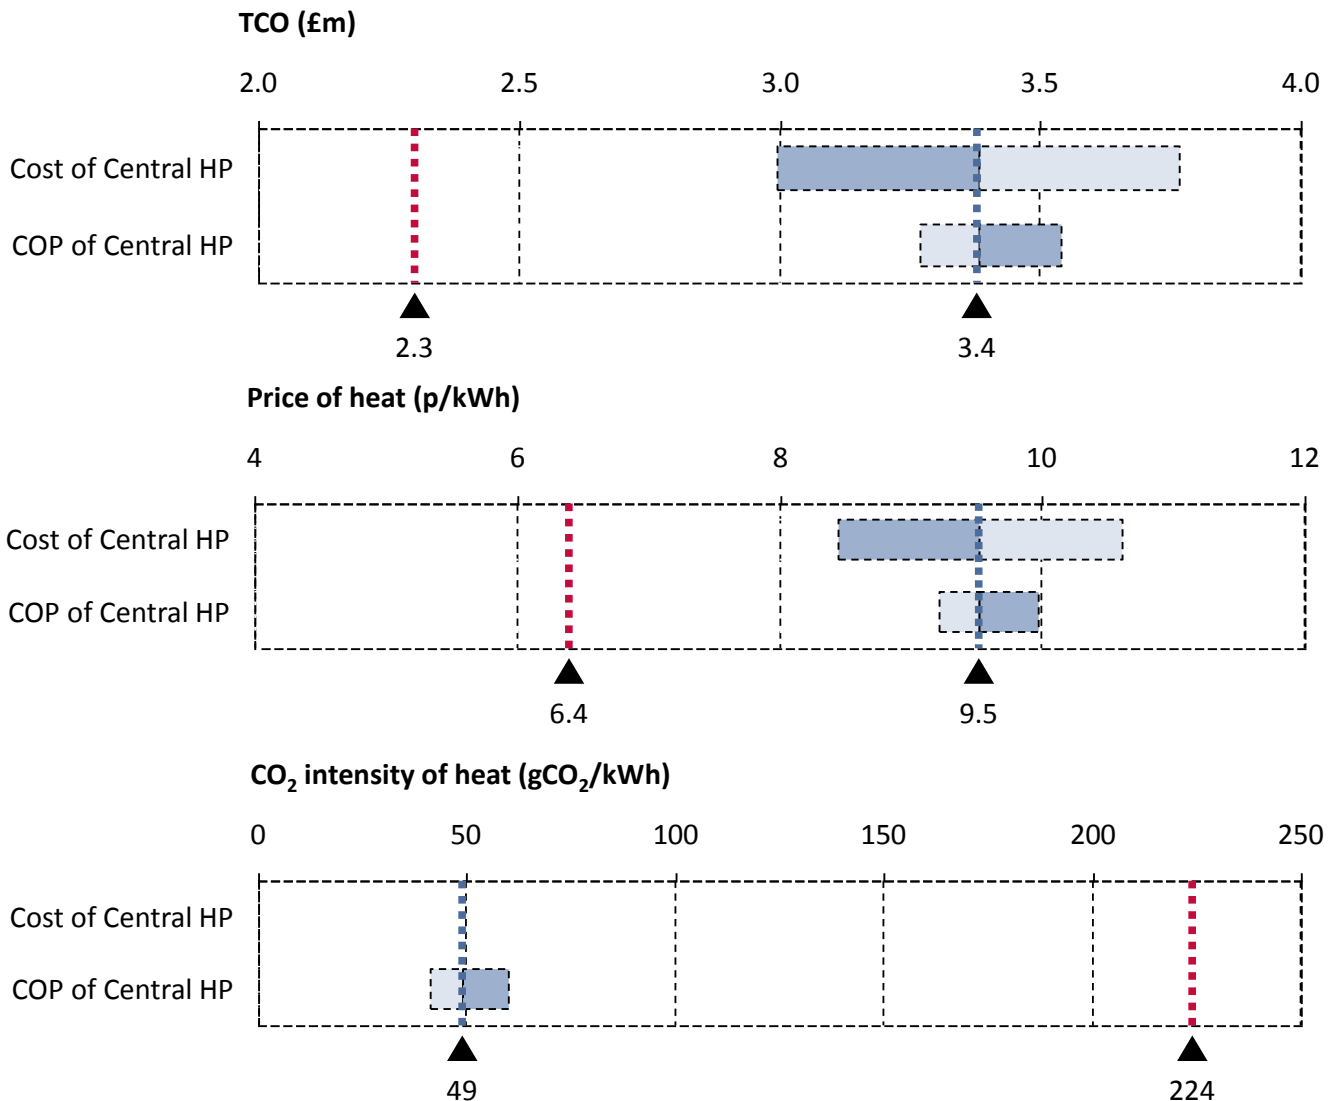 TCO (£m)
2.0 2.5 3.0 3.5 4.0
Cost of Central HP
COP of Central HP
2.3 3.4
Price of heat (p/kWh)
4 6 8 10 12
Cost of Central HP
COP of Central HP
6.4 9.5
CO₂ intensity of heat (gCO₂/kWh)
0 50 100 150 200 250
Cost of Central HP
COP of Central HP
49 224